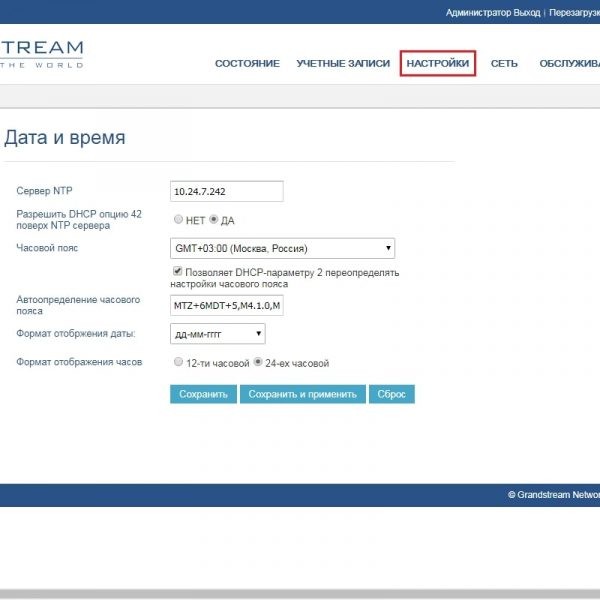 Администратор Выход | Перезагрузк
STREAM
THE WORLD
СОСТОЯНИЕ УЧЕТНЫЕ ЗАПИСИ НАСТРОЙКИ СЕТЬ ОБСЛУЖИВА
Дата и время
Сервер NTP 10.24.7.242
Разрешить DHCP опцию 42
поверх NTP сервера
НЕТ ДА
Часовой пояс GMT+03:00 (Москва, Россия)
Позволяет DHCP-параметру 2 переопределять
настройки часового пояса
Автоопределение часового
пояса
MTZ+6MDT+5,M4.1.0,M
Формат отобржения даты: дд-мм-гггг
Формат отображения часов 12-ти часовой 24-ех часовой
Сохранить Сохранить и применить Сброс
© Grandstream Networ